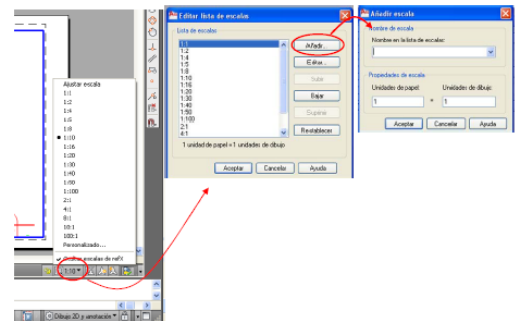 Ajustar escala
1:1
1:2
1:4
1:5
1:8
1:10
1:16
1:20
1:30
1:40
1:50
1:100
2:1
4:1
8:1
10:1
100:1
Personalizada...
Ocultar escalas de refX
1:10
Dibujo 2D y anotación
Editar lista de escalas
Lista de escalas
1:1
1:2
1:4
1:5
1:8
1:10
1:16
1:20
1:30
1:40
1:50
1:100
2:1
4:1
Añadir...
Editar...
Subir
Bajar
Suprimir
Restablecer
1 unidad de papel = 1 unidades de dibujo
Aceptar
Cancelar
Ayuda
Añadir escala
Nombre de escala
Nombre en la lista de escalas:
Propiedades de escala
Unidades de papel:
Unidades de dibujo:
1
=
1
Aceptar
Cancelar
Ayuda